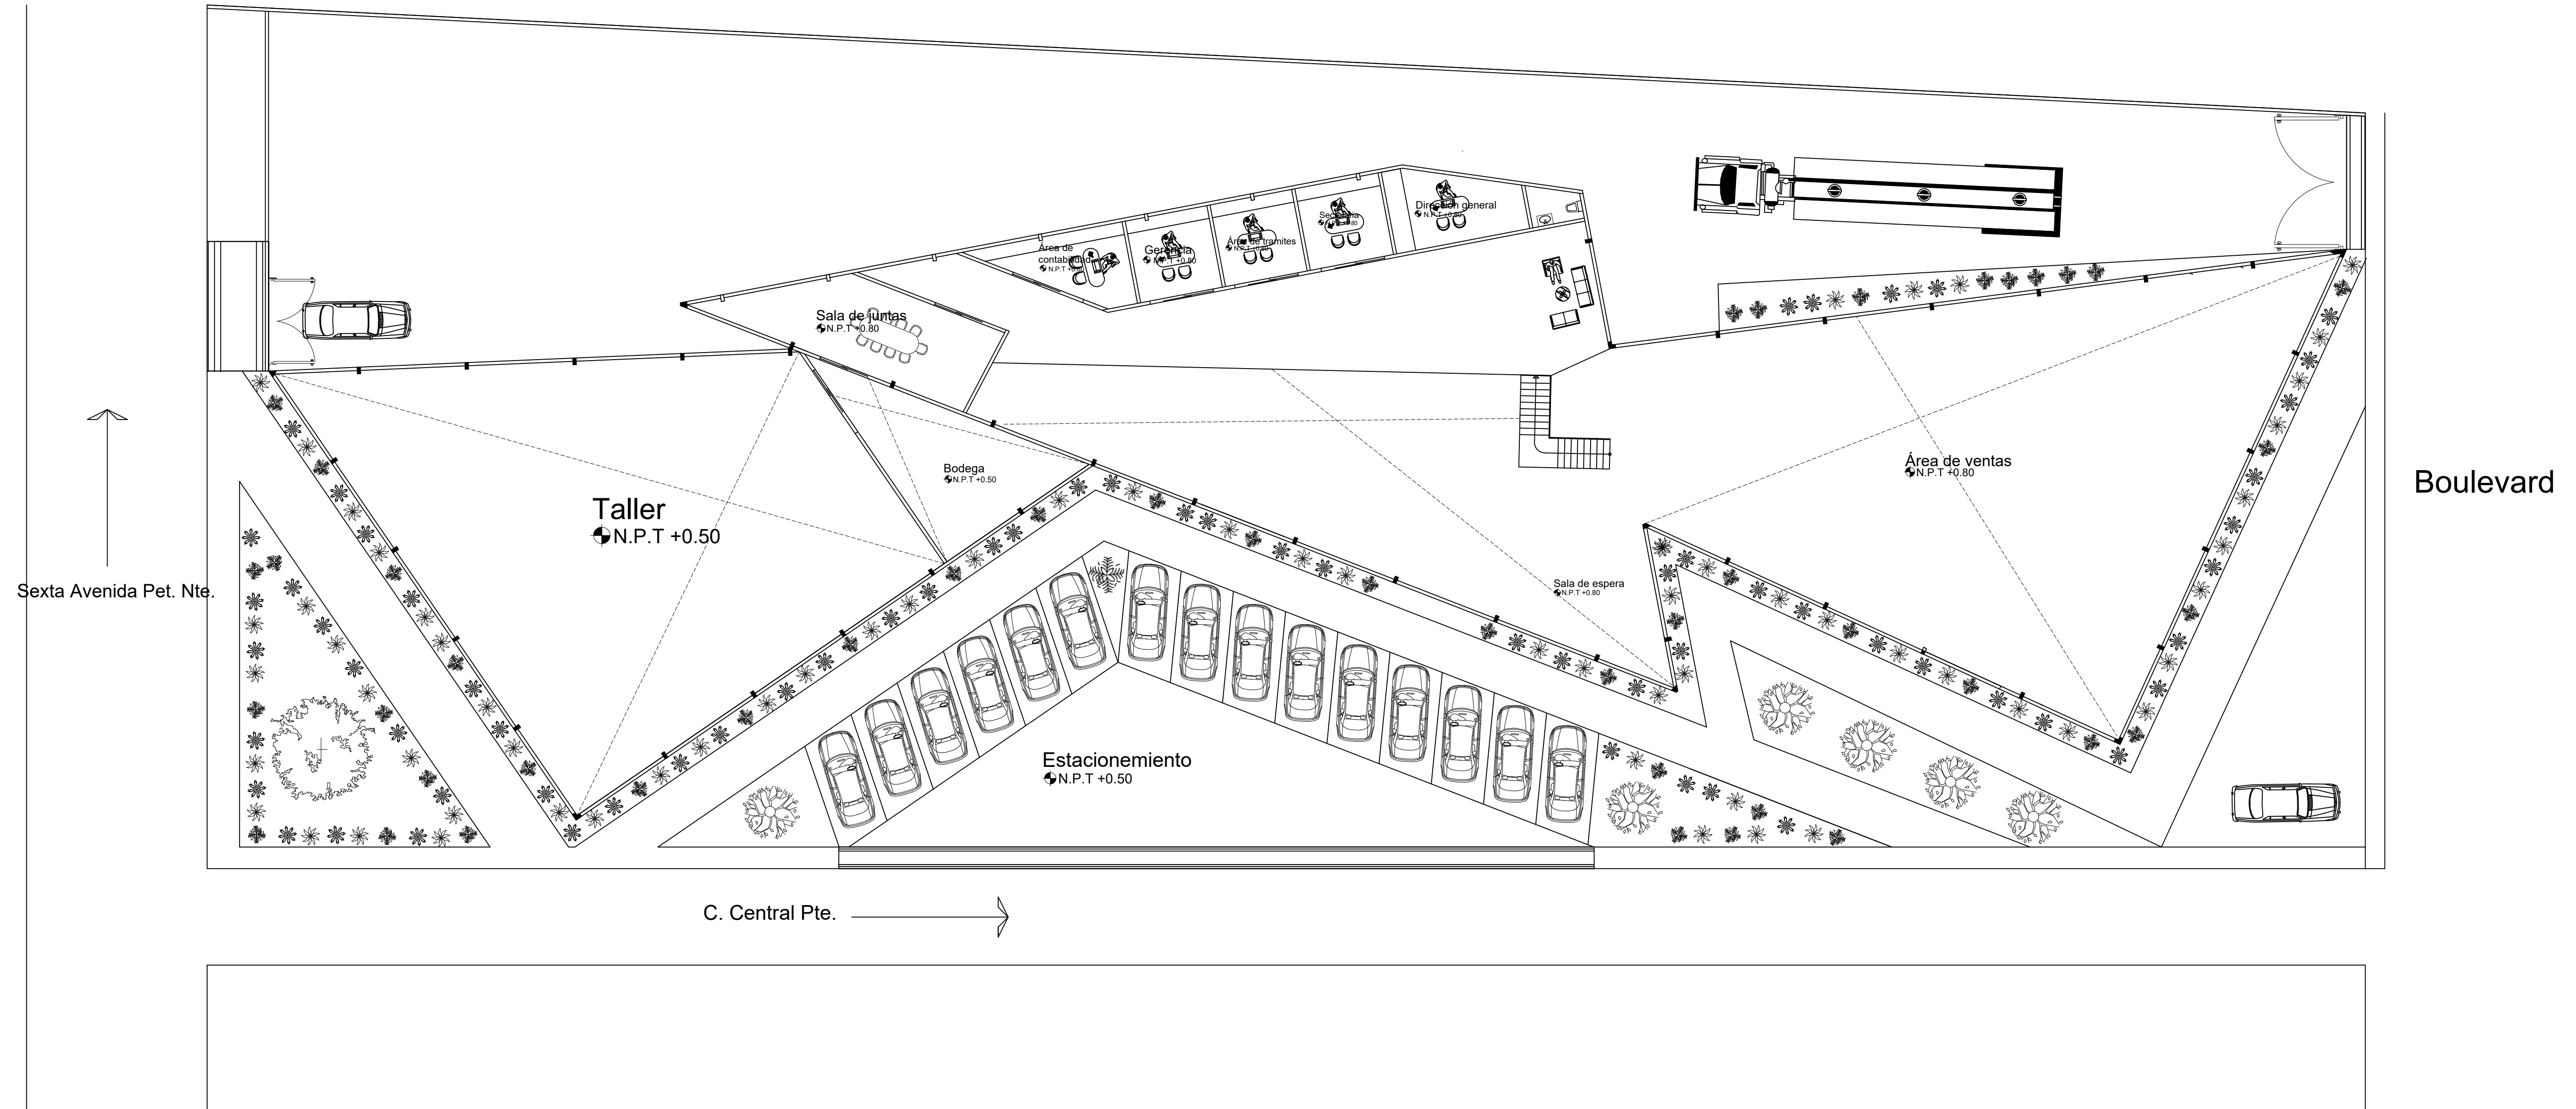 Dirección general
N.P.T +0.80
Secretaria
Área de tramites
Área de
contabilidad
N.P.T +0.80
Gerencia
N.P.T +0.80
Sala de juntas
N.P.T +0.80
Bodega
N.P.T +0.50
Taller
N.P.T +0.50
Área de ventas
N.P.T +0.80
Boulevard
Sala de espera
N.P.T +0.80
Sexta Avenida Pet. Nte.
Estacionemiento
N.P.T +0.50
C. Central Pte.